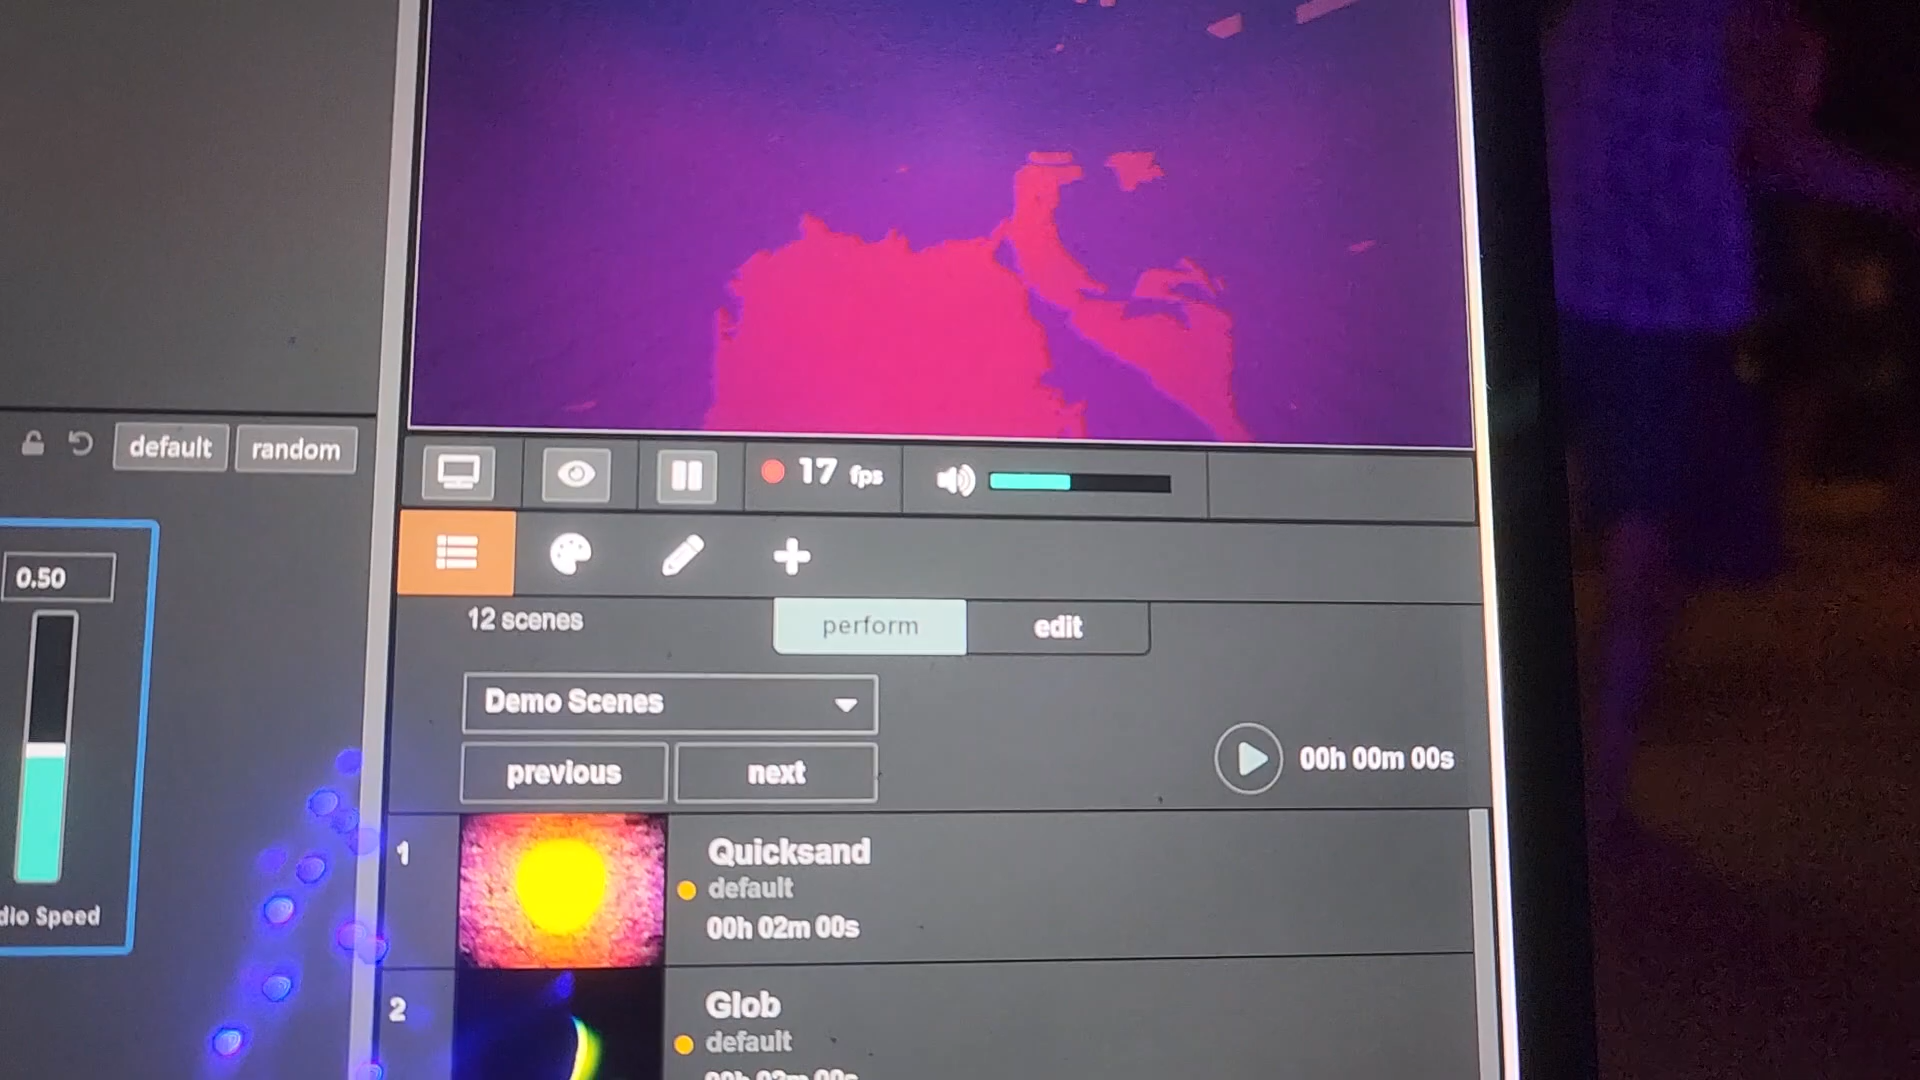 default random
17 fps
0.50
12 scenes
perform edit
Demo Scenes
previous next
00h 00m 00s
1
Quicksand
default
00h 02m 00s
dio Speed
2
Glob
default